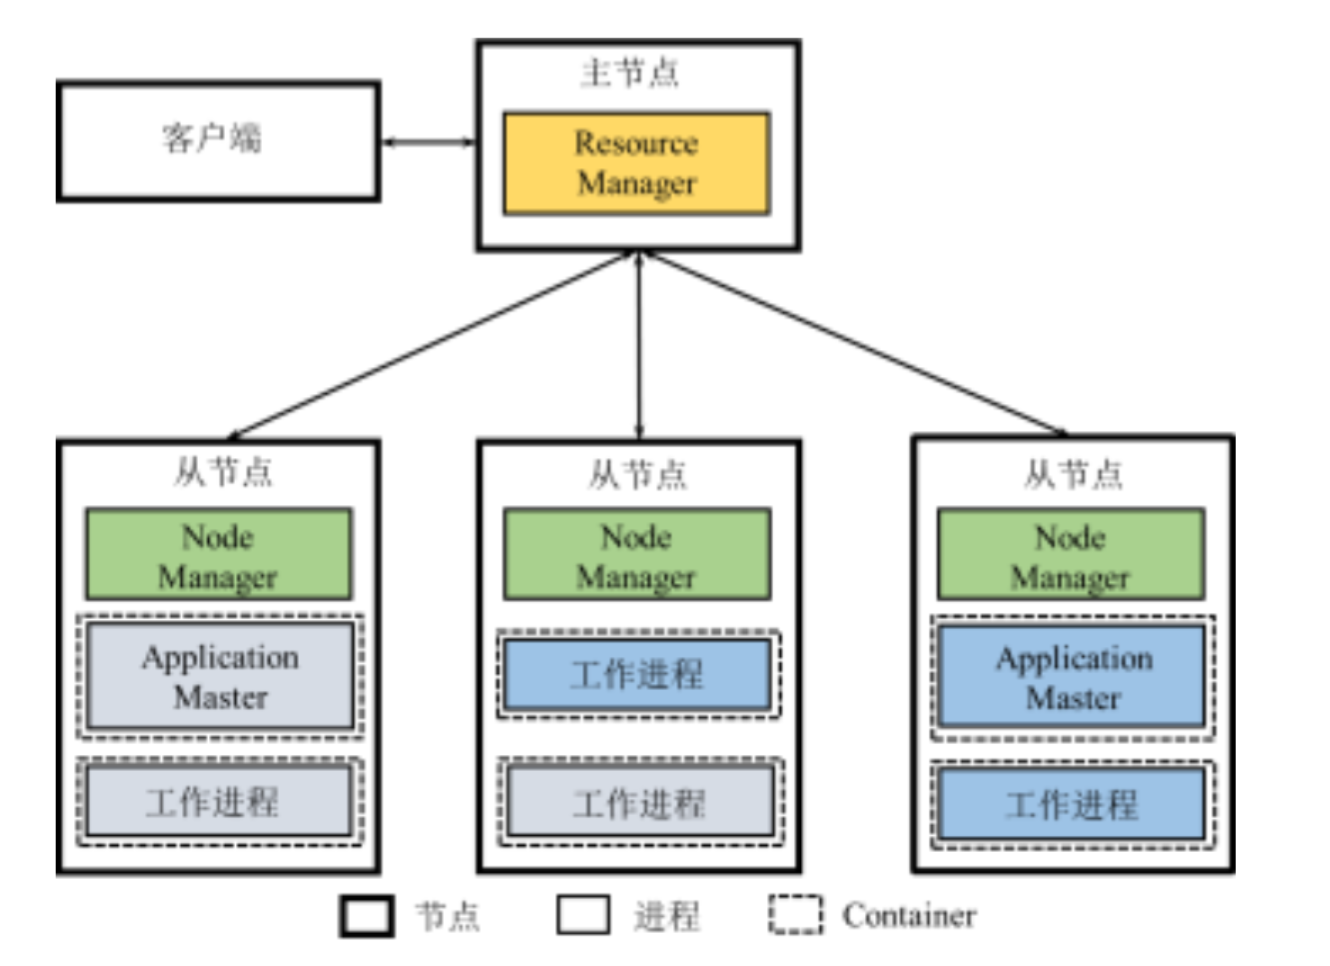 客户端
主节点
Resource
Manager
从节点
Node
Manager
Application
Master
工作进程
从节点
Node
Manager
工作进程
工作进程
从节点
Node
Manager
Application
Master
工作进程
节点
进程
Container